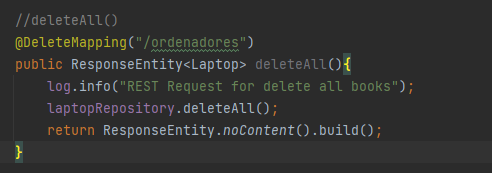 //deleteAll()
@DeleteMapping("/ordenadores")
public ResponseEntity<Laptop> deleteAll(){
    log.info("REST Request for delete all books");
    laptopRepository.deleteAll();
    return ResponseEntity.noContent().build();
}